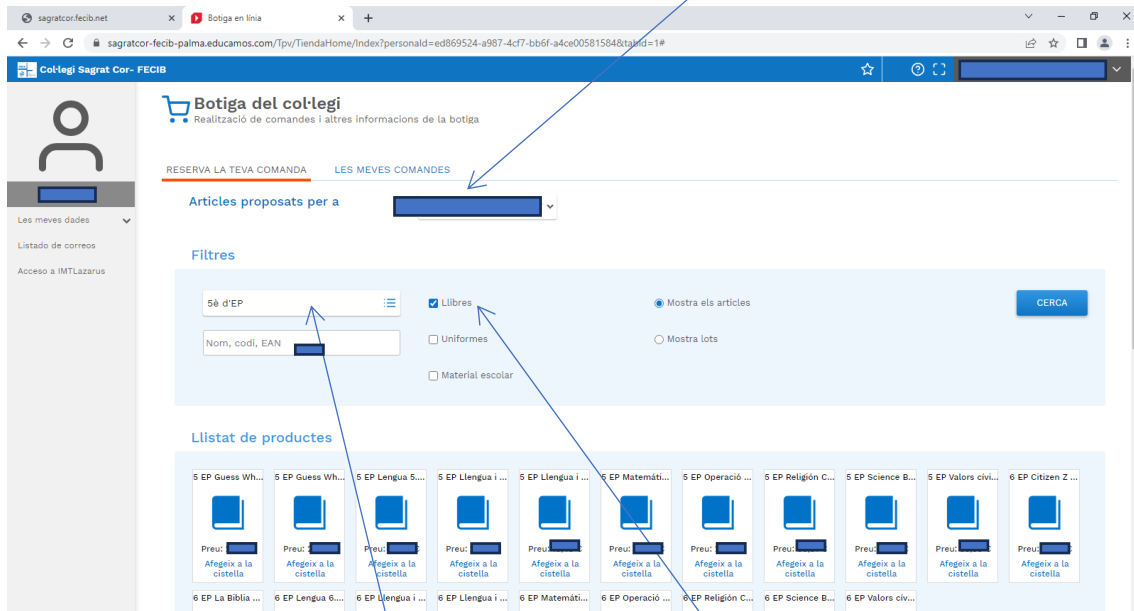 sagratcor.fecib.net
Botiga en línia
sagratcor-fecib-palma.educamos.com/Tpv/TiendaHome/Index?personaId=ed869524-a987-4cf7-bb6f-a4ce00581584&tabId=1#
Col·legi Sagrat Cor- FECIB
Botiga del col·legi
Realització de comandes i altres informacions de la botiga
RESERVA LA TEVA COMANDA LES MEVES COMANDES
Articles proposats per a
Les meves dades
Listado de correos
Acceso a IMTLazarus
Filtres
5è d'EP Llibres Mostra els articles CERCA
Nom, codi, EAN Uniformes Mostra lots
Material escolar
Llistat de productes
5 EP Guess Wh... 5 EP Guess Wh... 5 EP Lengua 5.... 5 EP Llengua i ... 5 EP Llengua i ... 5 EP Matemáti... 5 EP Operació ... 5 EP Religión C... 5 EP Science B... 5 EP Valors cívi... 6 EP Citizen Z ...
Preu: Preu: Preu: Preu: Preu: Preu: Preu: Preu: Preu: Preu: Preu:
Afegeix a la Afegeix a la Afegeix a la Afegeix a la Afegeix a la Afegeix a la Afegeix a la Afegeix a la Afegeix a la Afegeix a la Afegeix a la
cistella cistella cistella cistella cistella cistella cistella cistella cistella cistella cistella
6 EP La Biblia ... 6 EP Lengua 6.... 6 EP Llengua i ... 6 EP Llengua i ... 6 EP Matemáti... 6 EP Operació ... 6 EP Religión C... 6 EP Science B... 6 EP Valors cív...